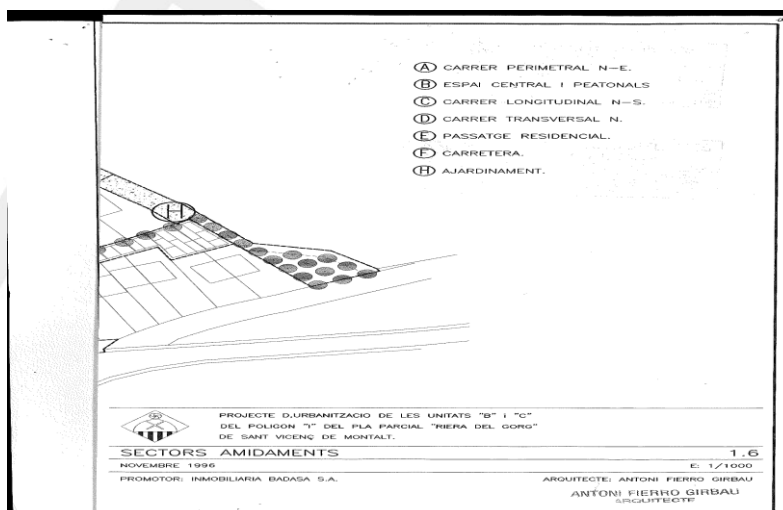 A CARRER PERIMETRAL N-E.
B ESPAI CENTRAL I PEATONALS
C CARRER LONGITUDINAL N-S.
D CARRER TRANSVERSAL N.
E PASSATGE RESIDENCIAL.
F CARRETERA.
H AJARDINAMENT.
H
PROJECTE D,URBANITZACIO DE LES UNITATS "B" i "C"
DEL POLIGON "I" DEL PLA PARCIAL "RIERA DEL GORG"
DE SANT VICENÇ DE MONTALT.
SECTORS AMIDAMENTS 1.6
NOVEMBRE 1996 E: 1/1000
PROMOTOR: INMOBILIARIA BADASA S.A. ARQUITECTE: ANTONI FIERRO GIRBAU
ANTONI FIERRO GIRBAU
ARQUITECTE